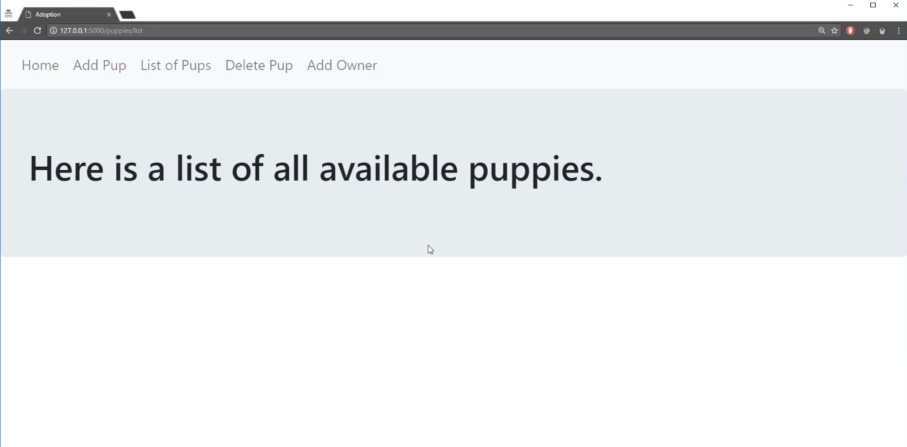 Adoption
127.0.0.1:5000/puppies/list
Home Add Pup List of Pups Delete Pup Add Owner
Here is a list of all available puppies.